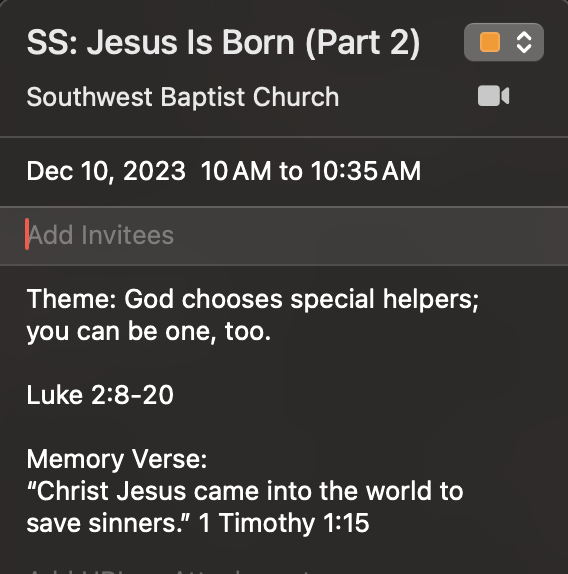 SS: Jesus Is Born (Part 2)
Southwest Baptist Church
Dec 10, 2023  10 AM to 10:35 AM
Add Invitees
Theme: God chooses special helpers;
you can be one, too.
Luke 2:8-20
Memory Verse:
“Christ Jesus came into the world to
save sinners.” 1 Timothy 1:15